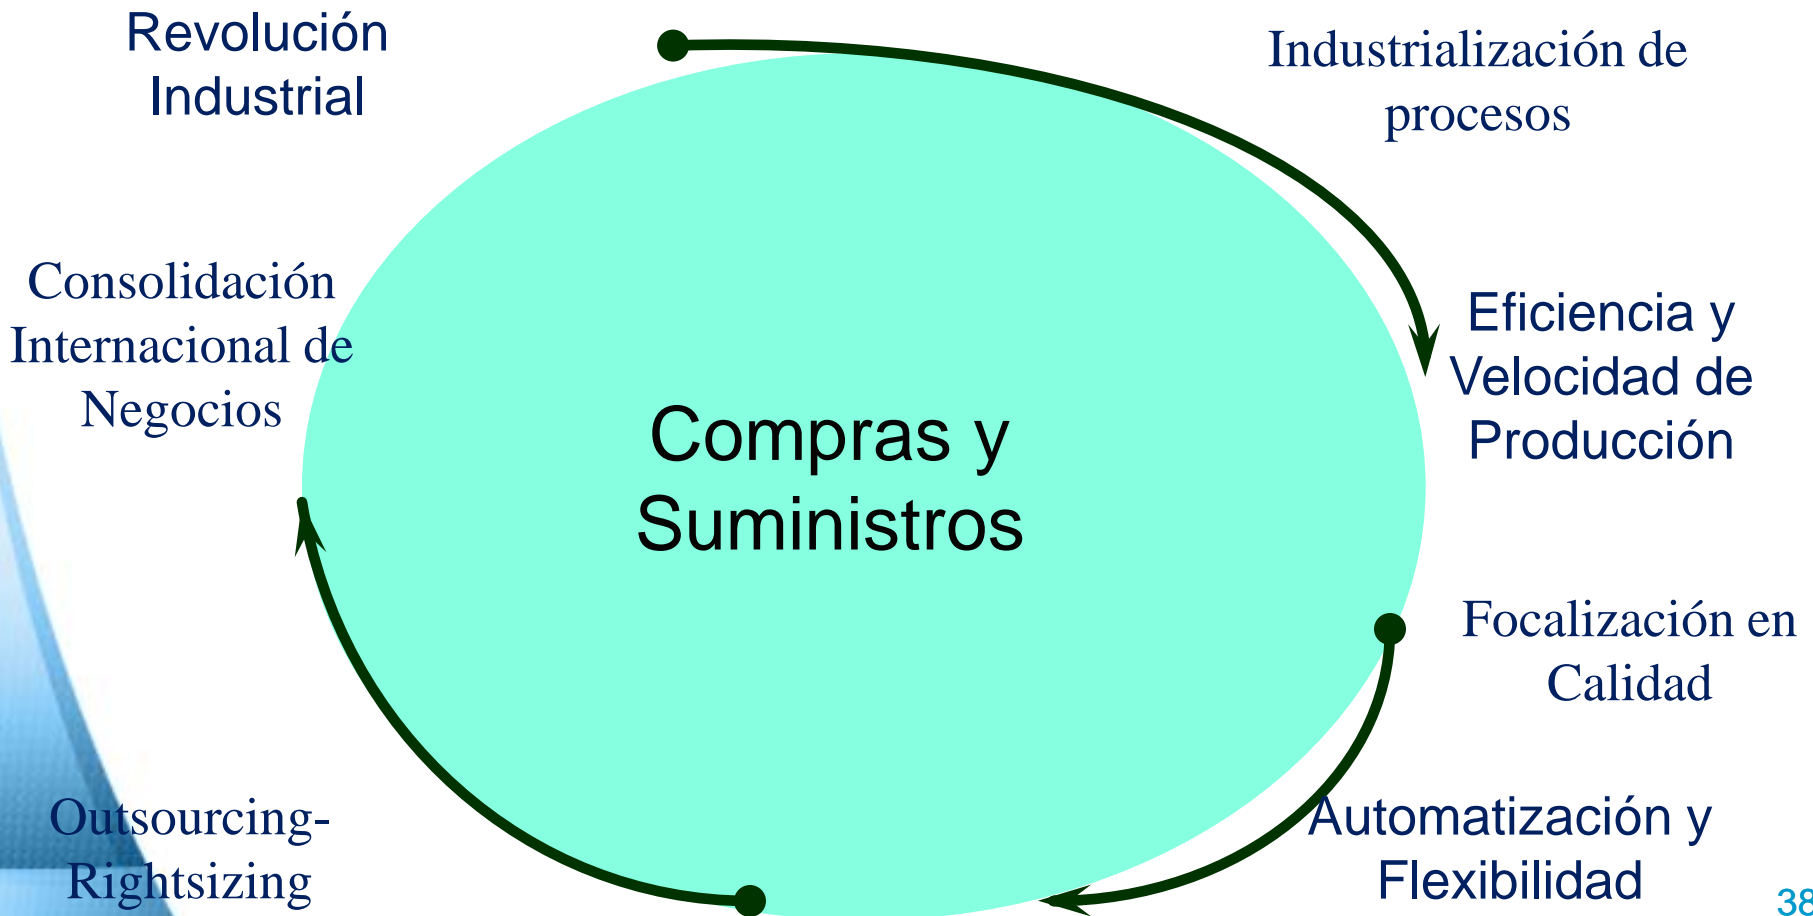 Revolución
Industrial
Industrialización de
procesos
Consolidación
Internacional de
Negocios
Eficiencia y
Velocidad de
Producción
Compras y
Suministros
Focalización en
Calidad
Outsourcing-
Rightsizing
Automatización y
Flexibilidad
38